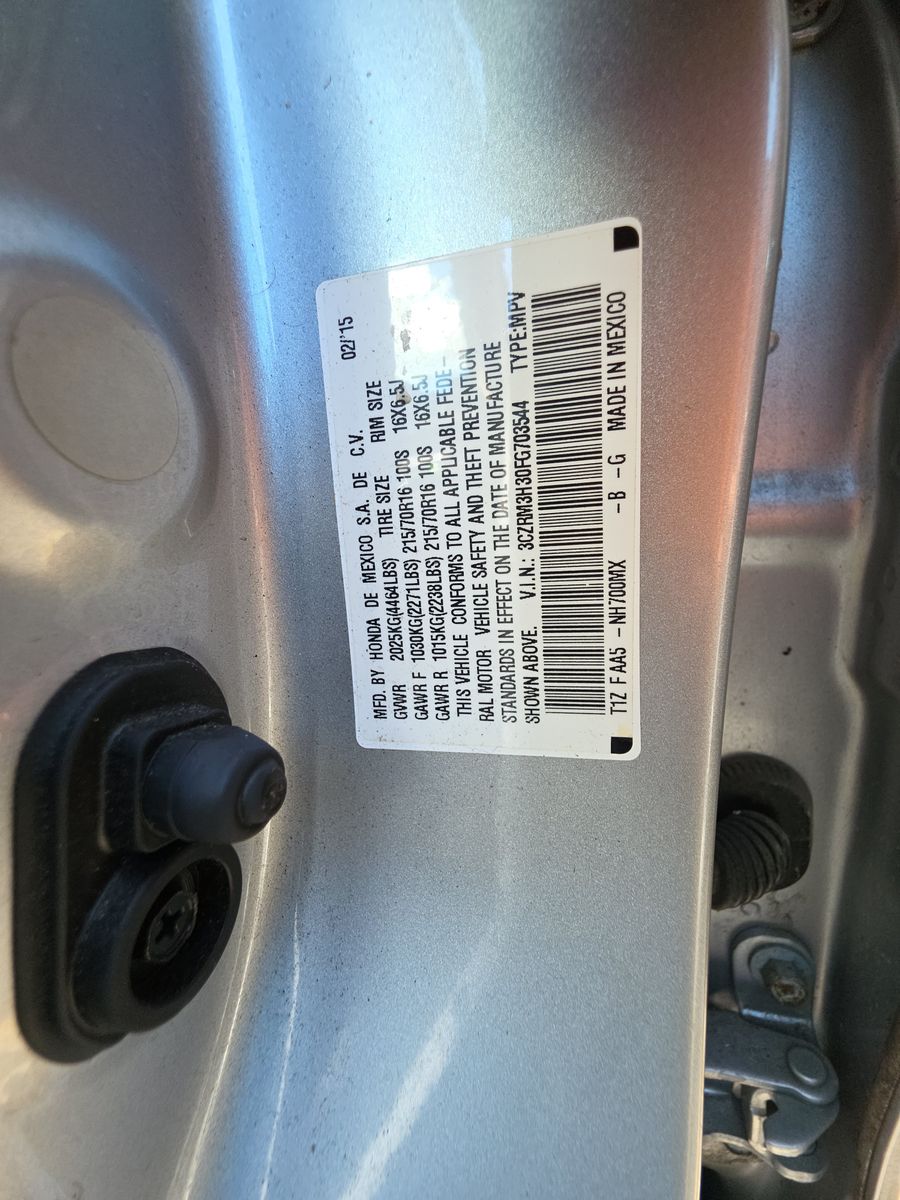 MFD. BY HONDA DE MEXICO S.A. DE C.V. 02/'15
GVWR 2025KG(4464LBS) TIRE SIZE RIM SIZE
GAWR F 1030KG(2271LBS) 215/70R16 100S 16X6.5J
GAWR R 1015KG(2238LBS) 215/70R16 100S 16X6.5J
THIS VEHICLE CONFORMS TO ALL APPLICABLE FEDE-
RAL MOTOR VEHICLE SAFETY AND THEFT PREVENTION
STANDARDS IN EFFECT ON THE DATE OF MANUFACTURE
SHOWN ABOVE. V.I.N.: 3CZRM3H30FG703544 TYPE:MPV
T1Z F AA5 -NH700MX -B -G MADE IN MEXICO